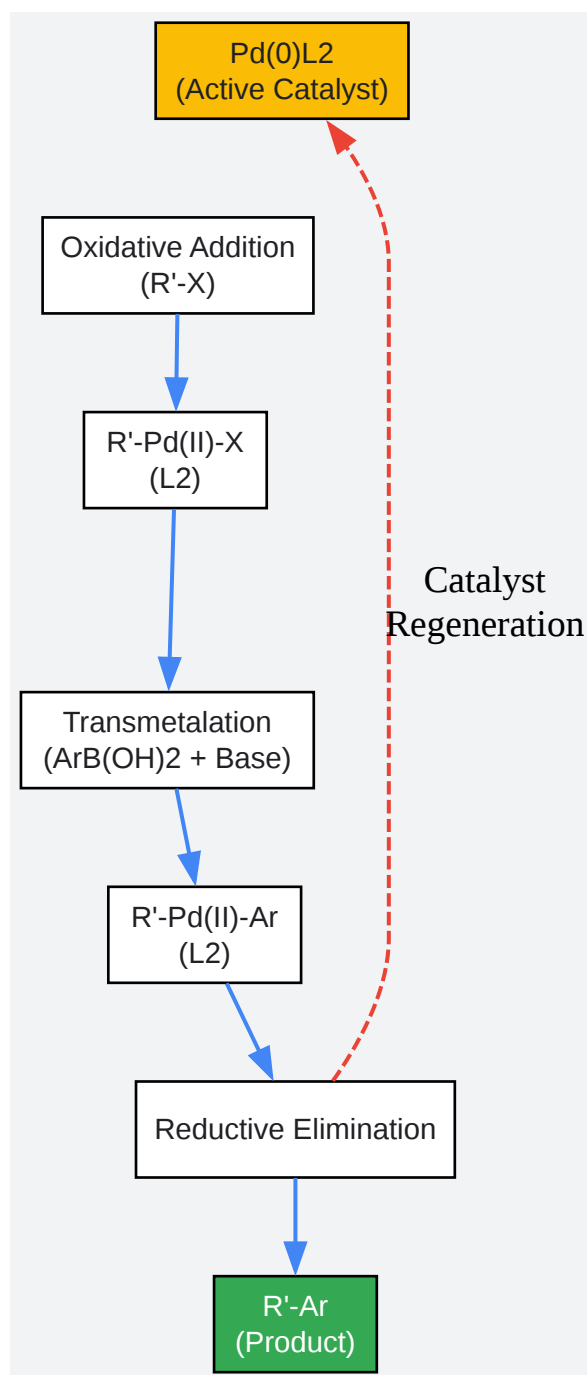 Pd(0)L2
(Active Catalyst)
Oxidative Addition
(R'-X)
R'-Pd(II)-X
(L2)
Catalyst
Regeneration
Transmetalation
(ArB(OH)2 + Base)
R'-Pd(II)-Ar
(L2)
Reductive Elimination
R'-Ar
(Product)